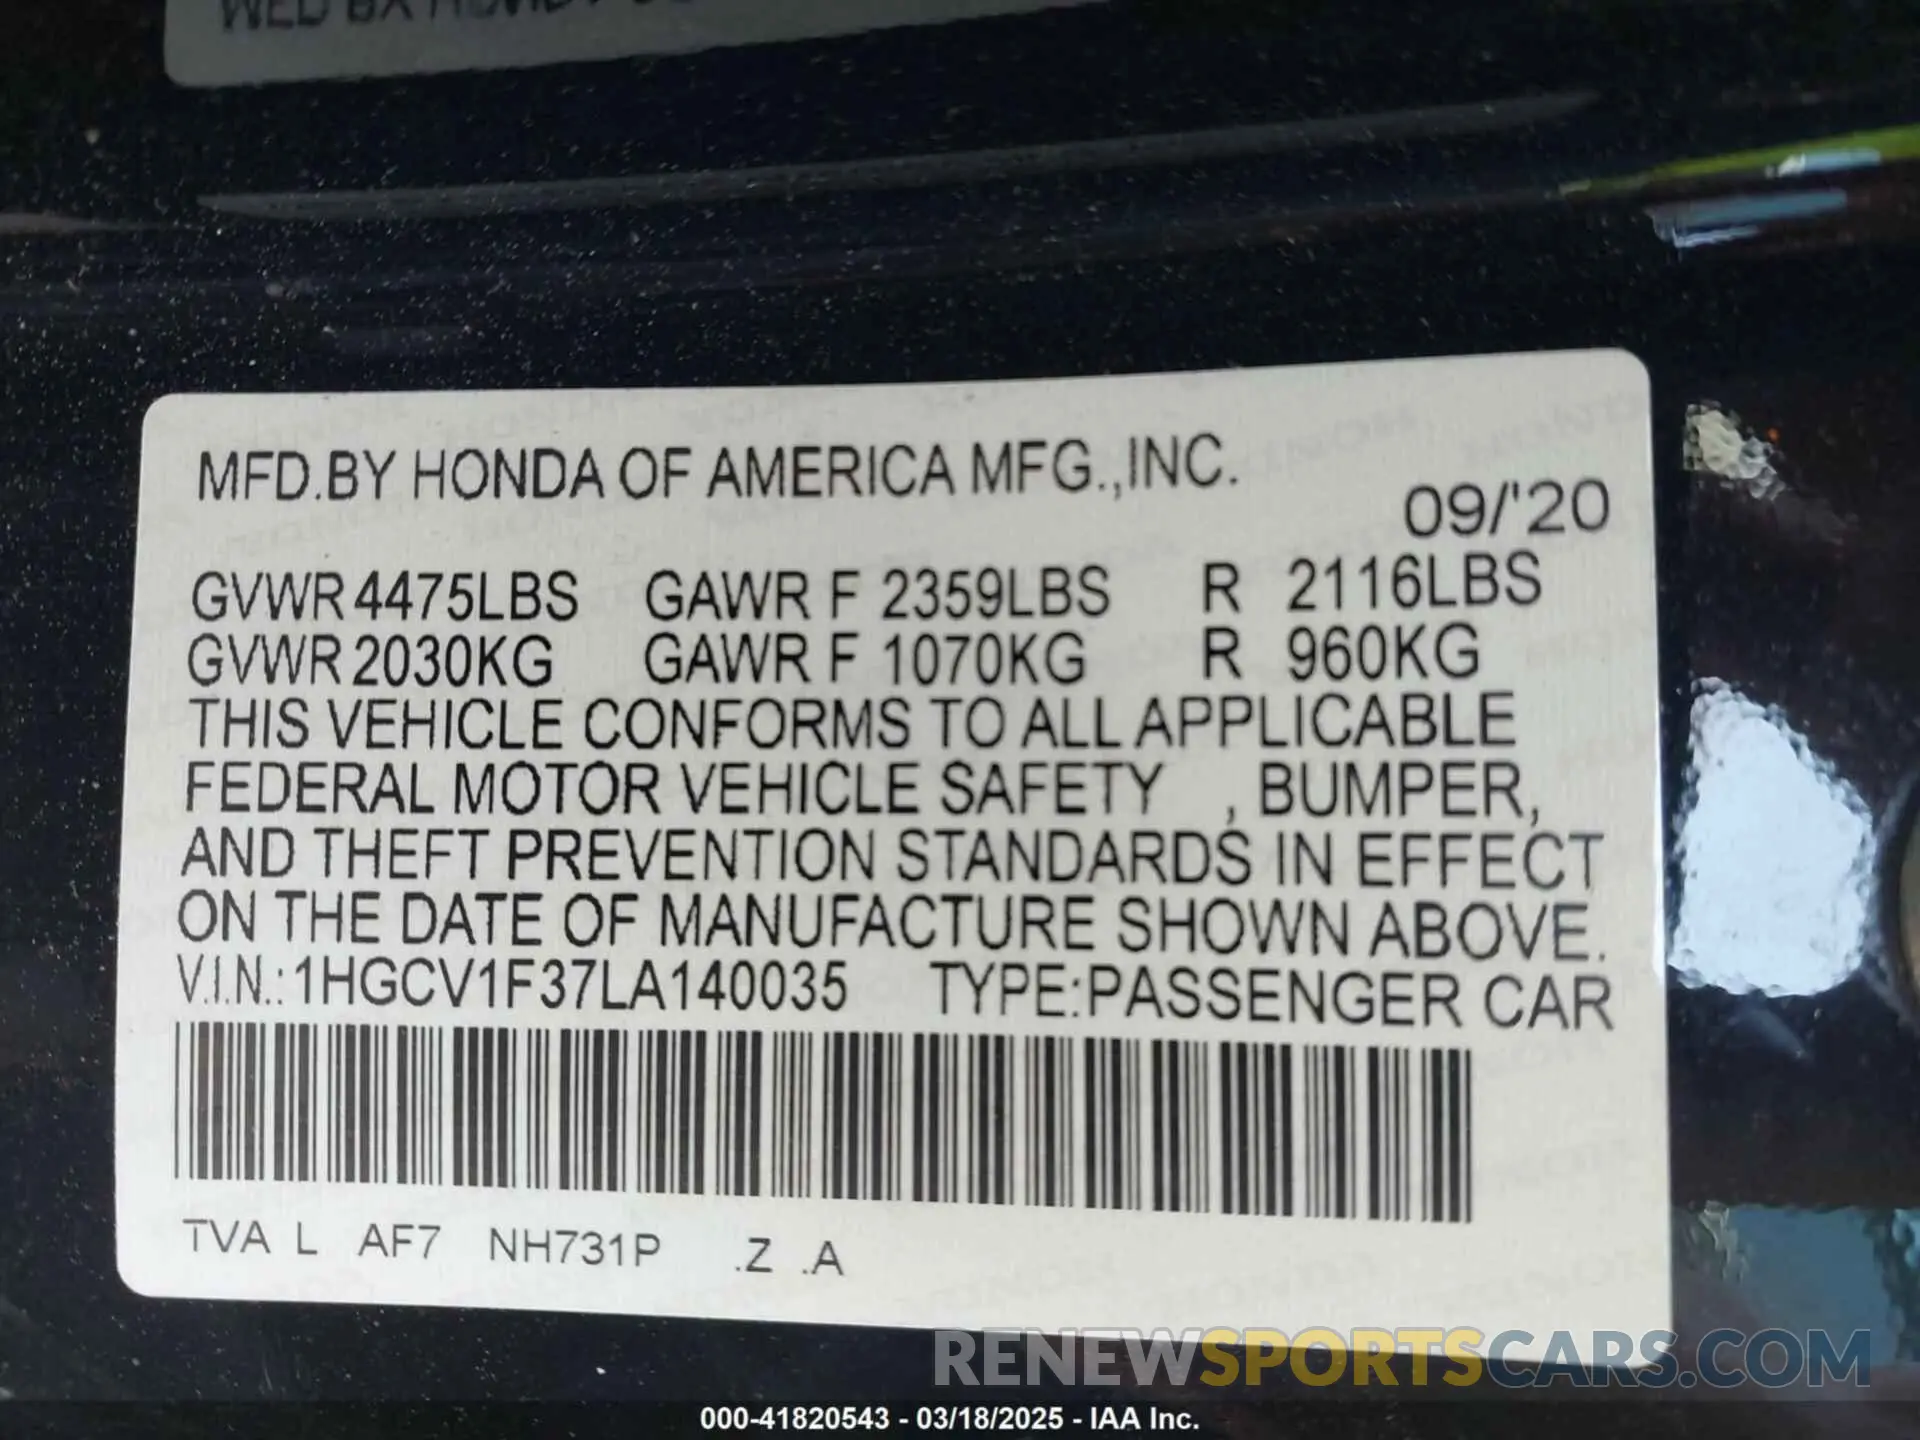 MFD.BY HONDA OF AMERICA MFG.,INC.
09/'20
GVWR 4475LBS GAWR F 2359LBS R 2116LBS
GVWR 2030KG GAWR F 1070KG R 960KG
THIS VEHICLE CONFORMS TO ALL APPLICABLE
FEDERAL MOTOR VEHICLE SAFETY , BUMPER,
AND THEFT PREVENTION STANDARDS IN EFFECT
ON THE DATE OF MANUFACTURE SHOWN ABOVE.
V.I.N.:1HGCV1F37LA140035 TYPE:PASSENGER CAR
TVA L AF7 NH731P .Z .A
RENEWSPORTSCARS.COM
000-41820543 - 03/18/2025 - IAA Inc.